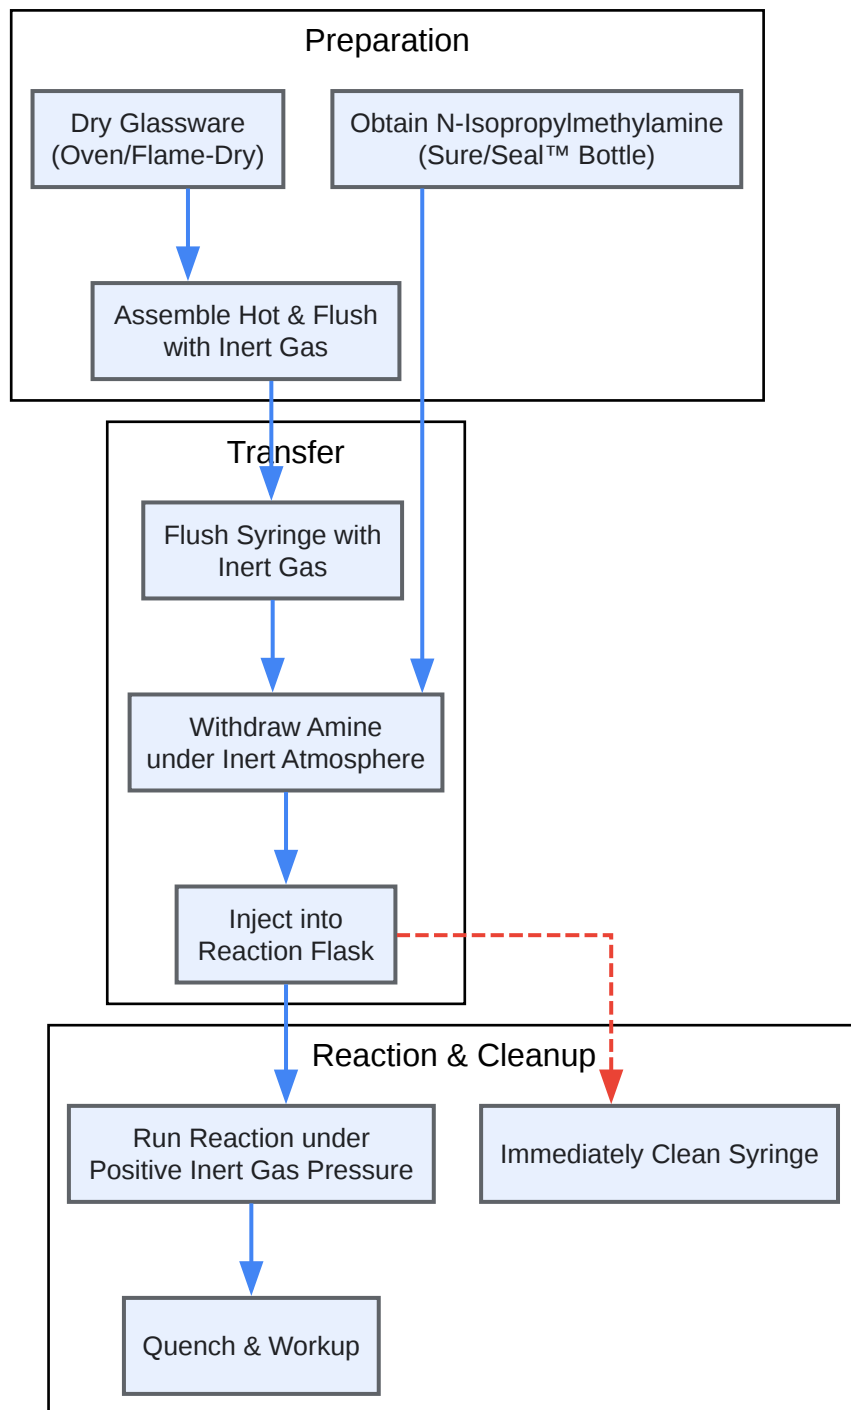 Preparation
Dry Glassware
(Oven/Flame-Dry)
Obtain N-Isopropylmethylamine
(Sure/Seal™ Bottle)
Assemble Hot & Flush
with Inert Gas
Transfer
Flush Syringe with
Inert Gas
Withdraw Amine
under Inert Atmosphere
Inject into
Reaction Flask
Reaction & Cleanup
Run Reaction under
Positive Inert Gas Pressure
Immediately Clean Syringe
Quench & Workup